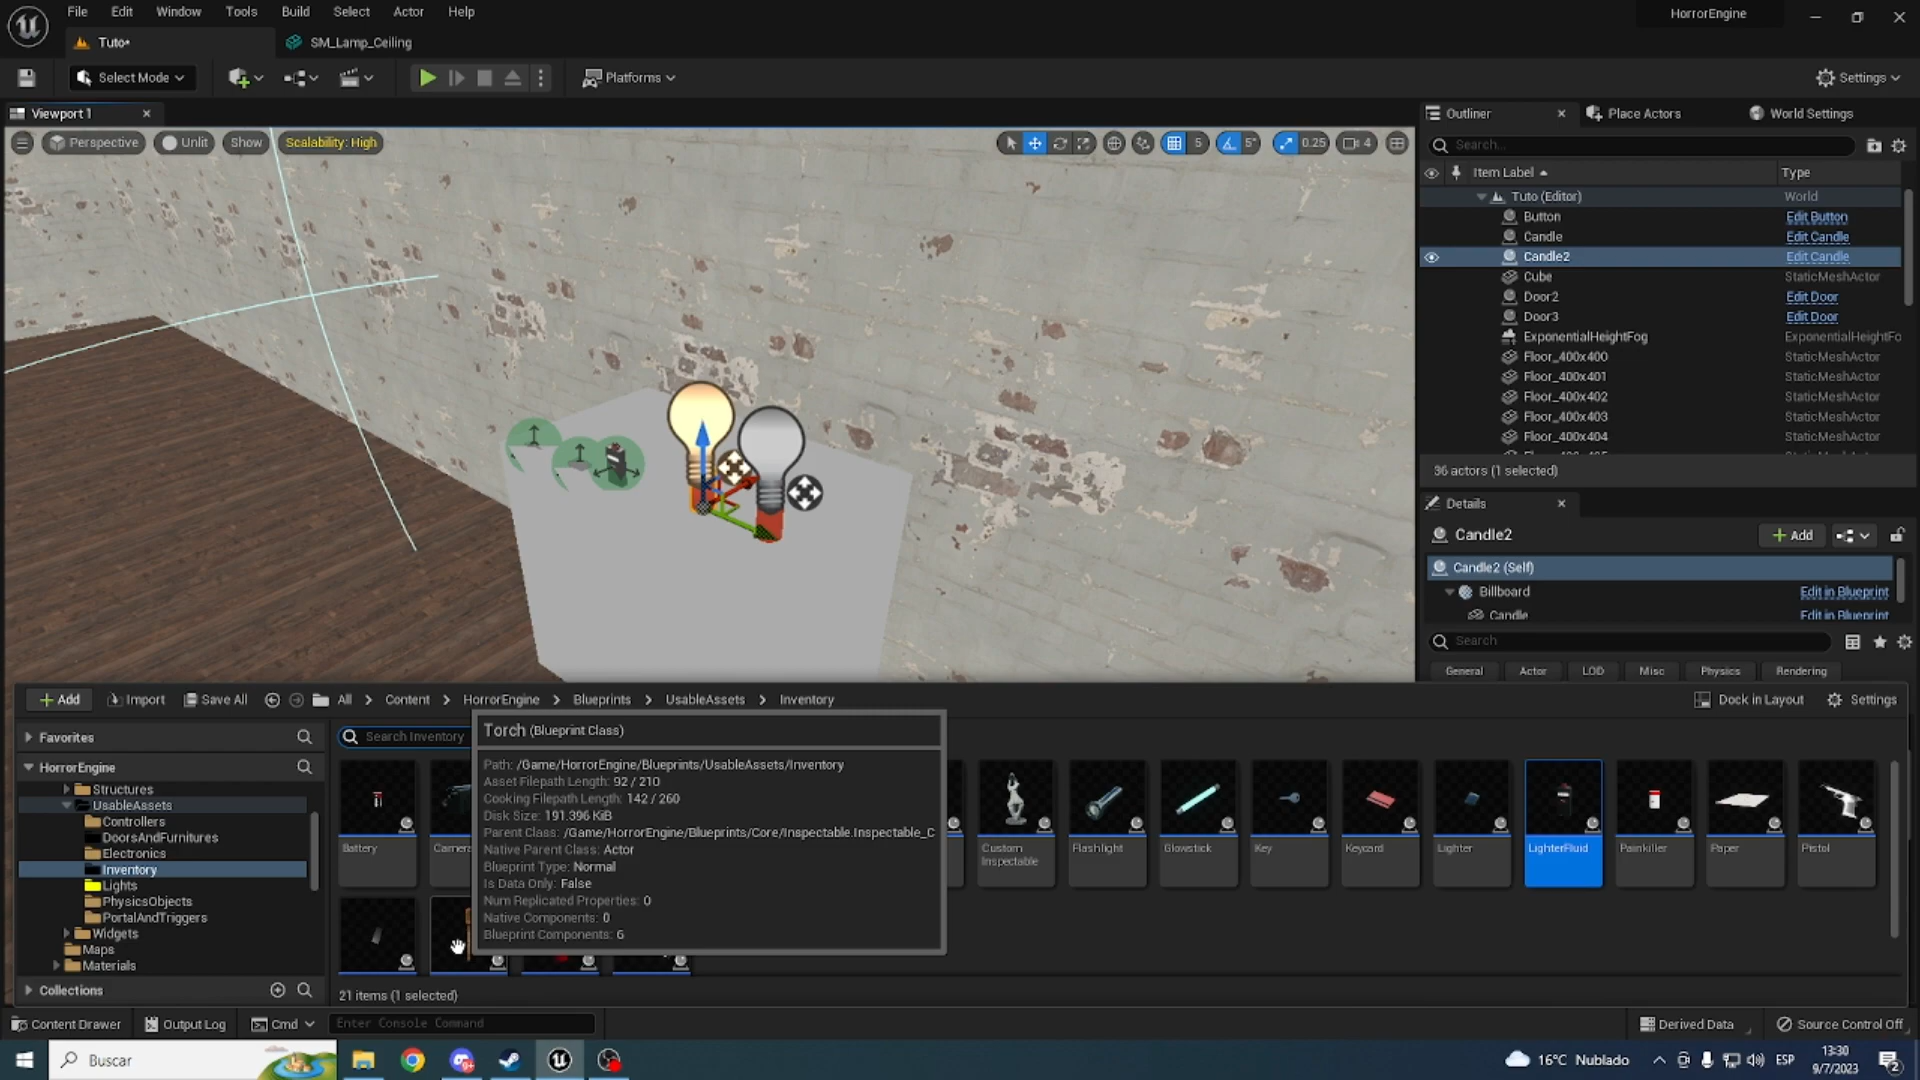 File Edit Window Tools Build Select Actor Help
HorrorEngine
Tuto*
SM_Lamp_Ceiling
Select Mode
Platforms
Settings
Viewport 1
Perspective
Unlit
Show
Scalability: High
5
5°
0.25
4
Outliner
Place Actors
World Settings
Search...
Item Label
Type
Tuto (Editor) World
Button Edit Button
Candle Edit Candle
Candle2 Edit Candle
Cube StaticMeshActor
Door2 Edit Door
Door3 Edit Door
ExponentialHeightFog ExponentialHeightFo
Floor_400x400 StaticMeshActor
Floor_400x401 StaticMeshActor
Floor_400x402 StaticMeshActor
Floor_400x403 StaticMeshActor
Floor_400x404 StaticMeshActor
36 actors (1 selected)
Details
Candle2
Add
Candle2 (Self)
Billboard Edit in Blueprint
Candle Edit in Blueprint
Search
General Actor LOD Misc Physics Rendering
Add
Import
Save All
All
Content
HorrorEngine
Blueprints
UsableAssets
Inventory
Dock in Layout
Settings
Favorites
HorrorEngine
Structures
UsableAssets
Controllers
DoorsAndFurnitures
Electronics
Inventory
Lights
PhysicsObjects
PortalAndTriggers
Widgets
Maps
Materials
Collections
Search Inventory
Torch (Blueprint Class)
Path: /Game/HorrorEngine/Blueprints/UsableAssets/Inventory
Asset Filepath Length: 92 / 210
Cooking Filepath Length: 142 / 260
Disk Size: 191.396 KiB
Parent Class: /Game/HorrorEngine/Blueprints/Core/Inspectable.Inspectable_C
Native Parent Class: Actor
Blueprint Type: Normal
Is Data Only: False
Num Replicated Properties: 0
Native Components: 0
Blueprint Components: 6
Battery
Camera
Custom Inspectable
Flashlight
Glowstick
Key
Keycard
Lighter
LighterFluid
Painkiller
Paper
Pistol
21 items (1 selected)
Content Drawer
Output Log
Cmd
Enter Console Command
Derived Data
Source Control Off
Buscar
16°C Nublado
ESP
13:30
9/7/2023
2